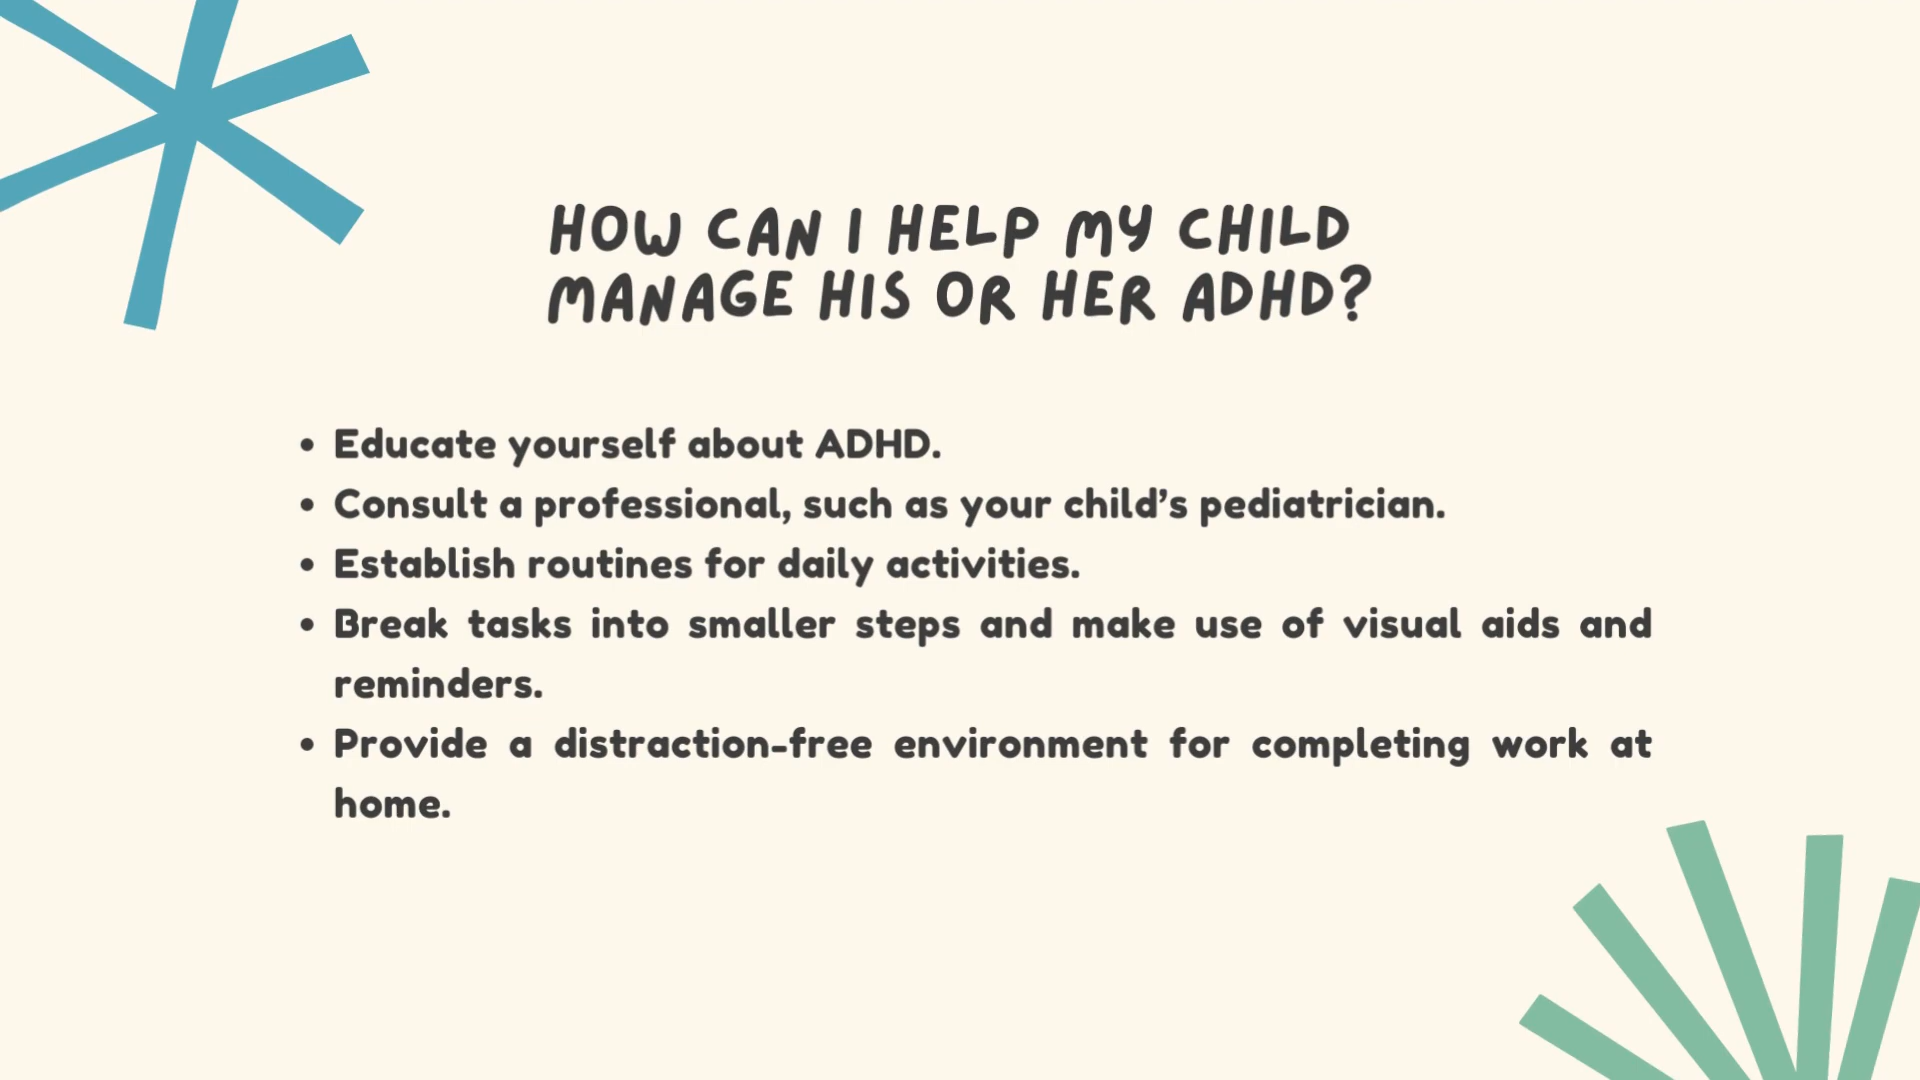 HOW CAN I HELP MY CHILD
MANAGE HIS OR HER ADHD?
• Educate yourself about ADHD.
• Consult a professional, such as your child’s pediatrician.
• Establish routines for daily activities.
• Break tasks into smaller steps and make use of visual aids and
reminders.
• Provide a distraction-free environment for completing work at
home.